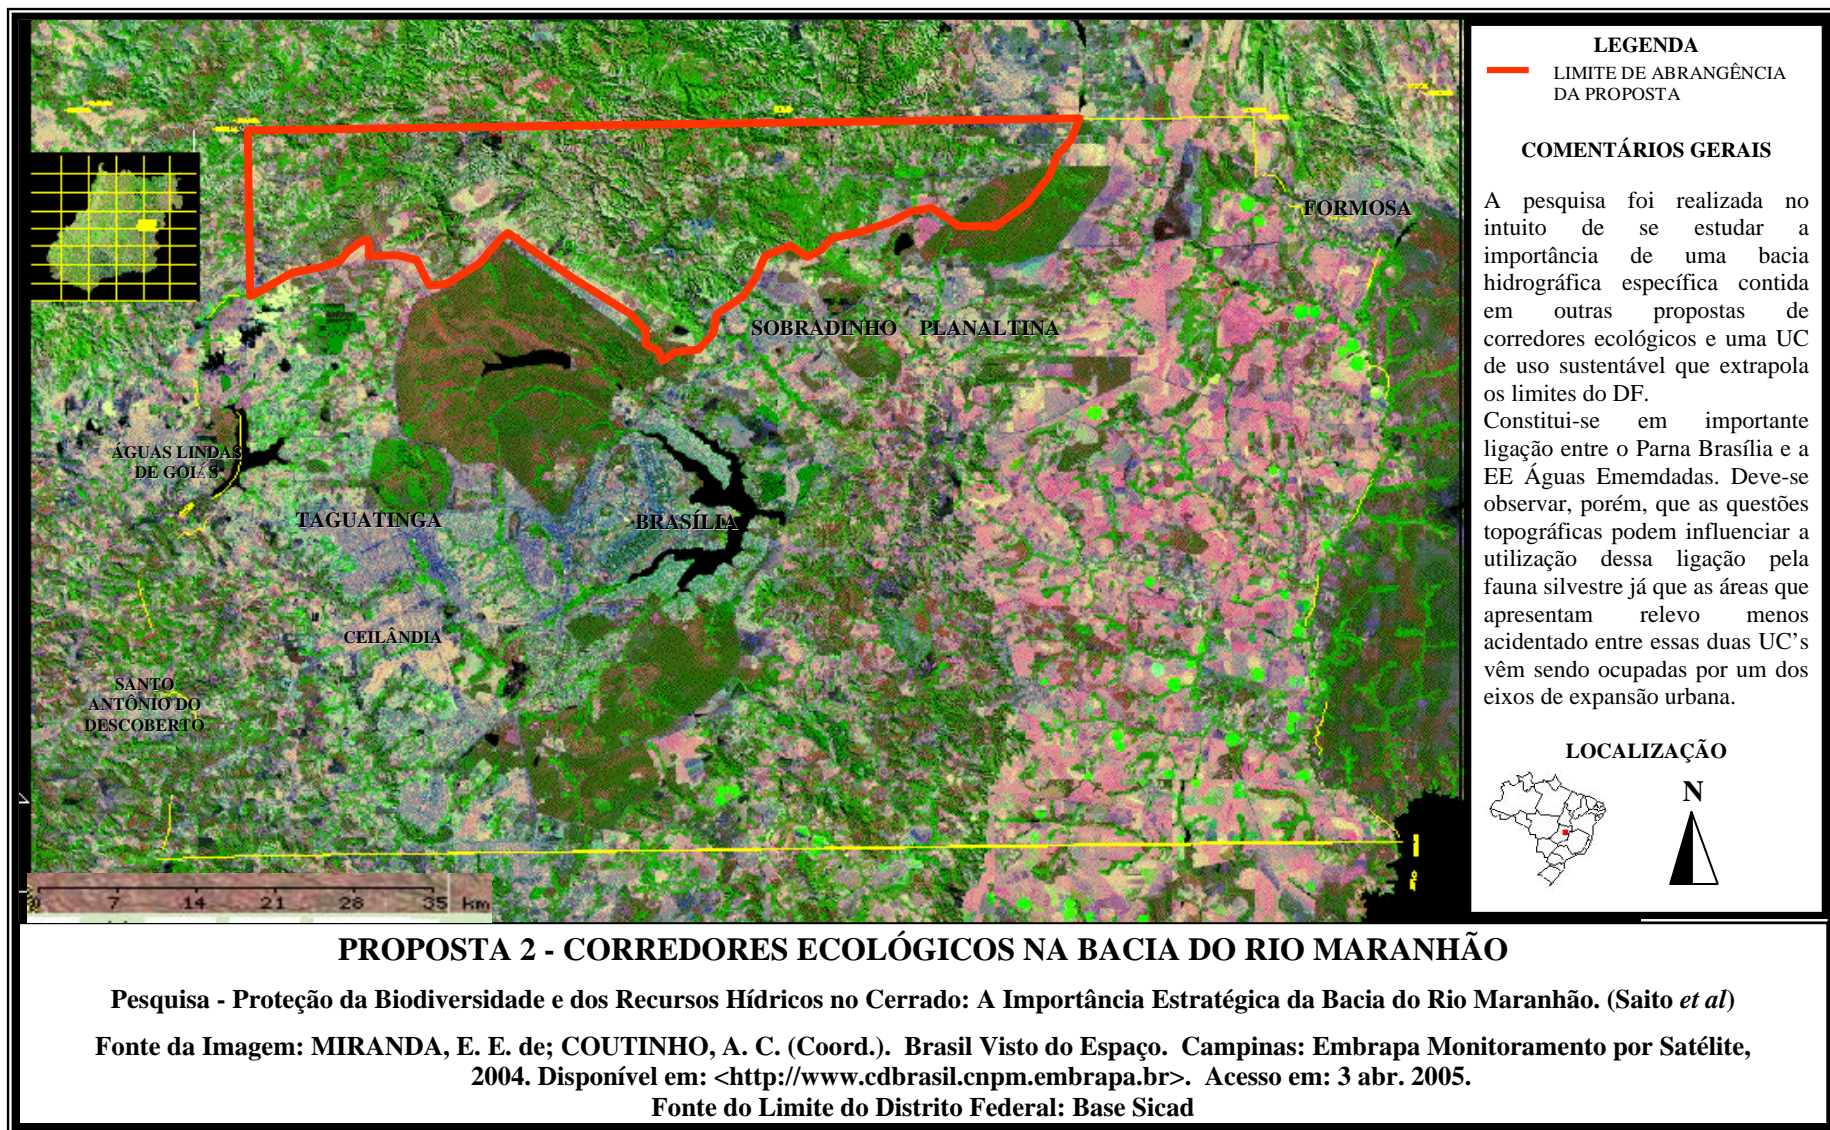 FORMOSA
SOBRADINHO
PLANALTINA
ÁGUAS LINDAS
DE GOIÁS
TAGUATINGA
BRASÍLIA
CEILÂNDIA
SANTO
ANTÔNIO DO
DESCOBERTO
0 7 14 21 28 35 Km
LEGENDA
LIMITE DE ABRANGÊNCIA
DA PROPOSTA
COMENTÁRIOS GERAIS
A pesquisa foi realizada no
intuito de se estudar a
importância de uma bacia
hidrográfica específica contida
em outras propostas de
corredores ecológicos e uma UC
de uso sustentável que extrapola
os limites do DF.
Constitui-se em importante
ligação entre o Parna Brasília e a
EE Águas Ememdadas. Deve-se
observar, porém, que as questões
topográficas podem influenciar a
utilização dessa ligação pela
fauna silvestre já que as áreas que
apresentam relevo menos
acidentado entre essas duas UC's
vêm sendo ocupadas por um dos
eixos de expansão urbana.
LOCALIZAÇÃO
N
PROPOSTA 2 - CORREDORES ECOLÓGICOS NA BACIA DO RIO MARANHÃO
Pesquisa - Proteção da Biodiversidade e dos Recursos Hídricos no Cerrado: A Importância Estratégica da Bacia do Rio Maranhão. (Saito et al)
Fonte da Imagem: MIRANDA, E. E. de; COUTINHO, A. C. (Coord.). Brasil Visto do Espaço. Campinas: Embrapa Monitoramento por Satélite,
2004. Disponível em: <http://www.cdbrasil.cnpm.embrapa.br>. Acesso em: 3 abr. 2005.
Fonte do Limite do Distrito Federal: Base Sicad